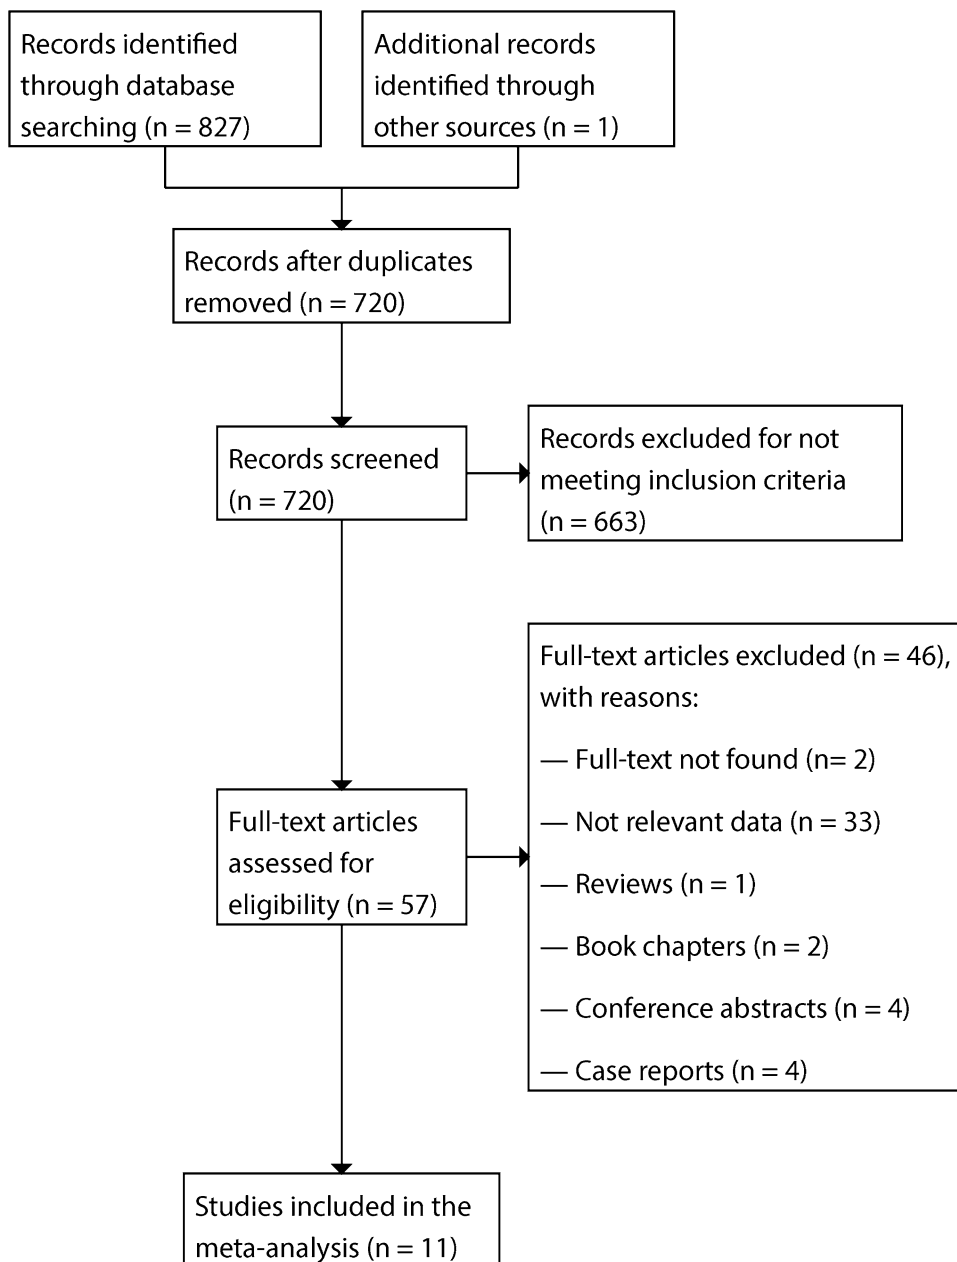 Records identified
through database
searching (n = 827)
Additional records
identified through
other sources (n = 1)
Records after duplicates
removed (n = 720)
Records screened
(n = 720)
Records excluded for not
meeting inclusion criteria
(n = 663)
Full-text articles excluded (n = 46),
with reasons:
— Full-text not found (n= 2)
— Not relevant data (n = 33)
— Reviews (n = 1)
— Book chapters (n = 2)
— Conference abstracts (n = 4)
— Case reports (n = 4)
Full-text articles
assessed for
eligibility (n = 57)
Studies included in the
meta-analysis (n = 11)